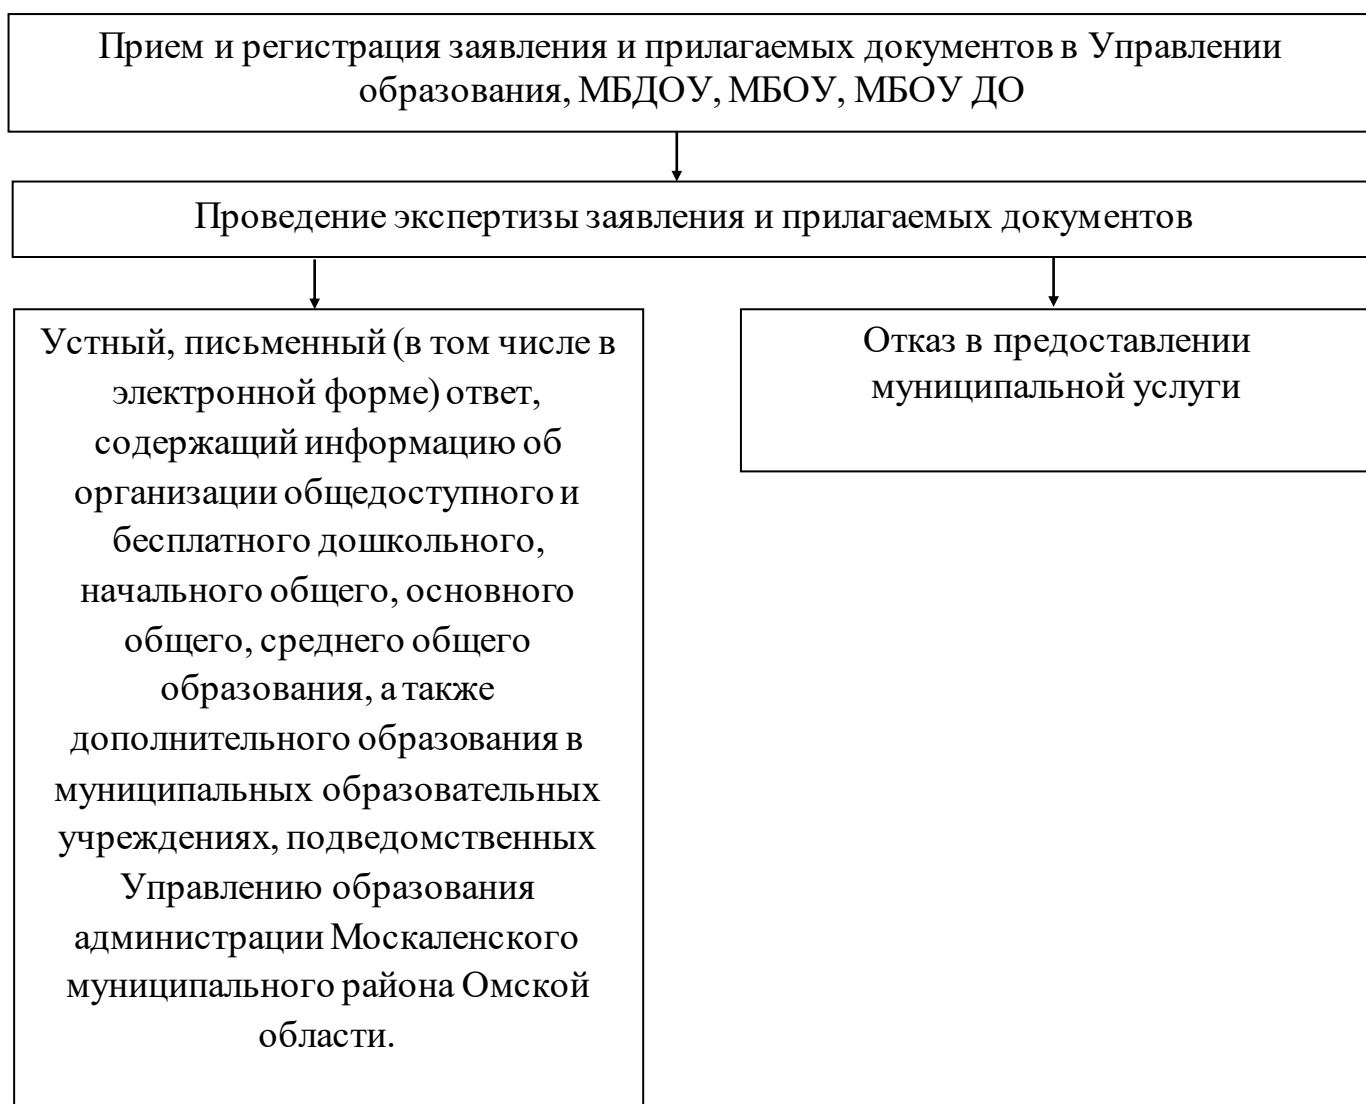 Прием и регистрация заявления и прилагаемых документов в Управлении
образования, МБДОУ, МБОУ, МБОУ ДО
Проведение экспертизы заявления и прилагаемых документов
Устный, письменный (в том числе в
электронной форме) ответ,
содержащий информацию об
организации общедоступного и
бесплатного дошкольного,
начального общего, основного
общего, среднего общего
образования, а также
дополнительного образования в
муниципальных образовательных
учреждениях, подведомственных
Управлению образования
администрации Москаленского
муниципального района Омской
области.
Отказ в предоставлении
муниципальной услуги